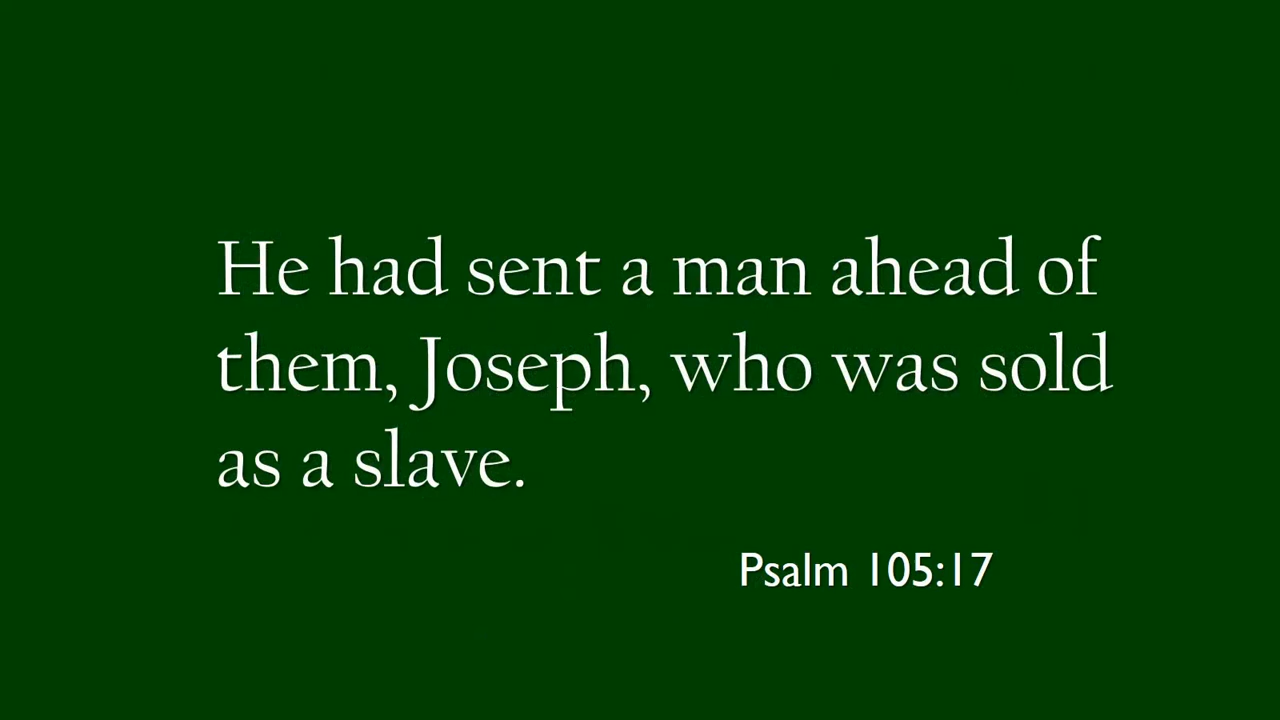 He had sent a man ahead of
them, Joseph, who was sold
as a slave.
Psalm 105:17